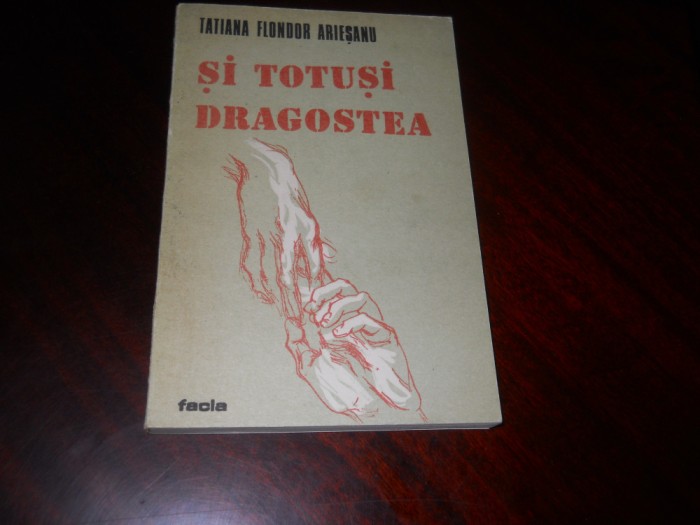 TATIANA FLONDOR ARIEȘANU
ȘI TOTUȘI
DRAGOSTEA
facla